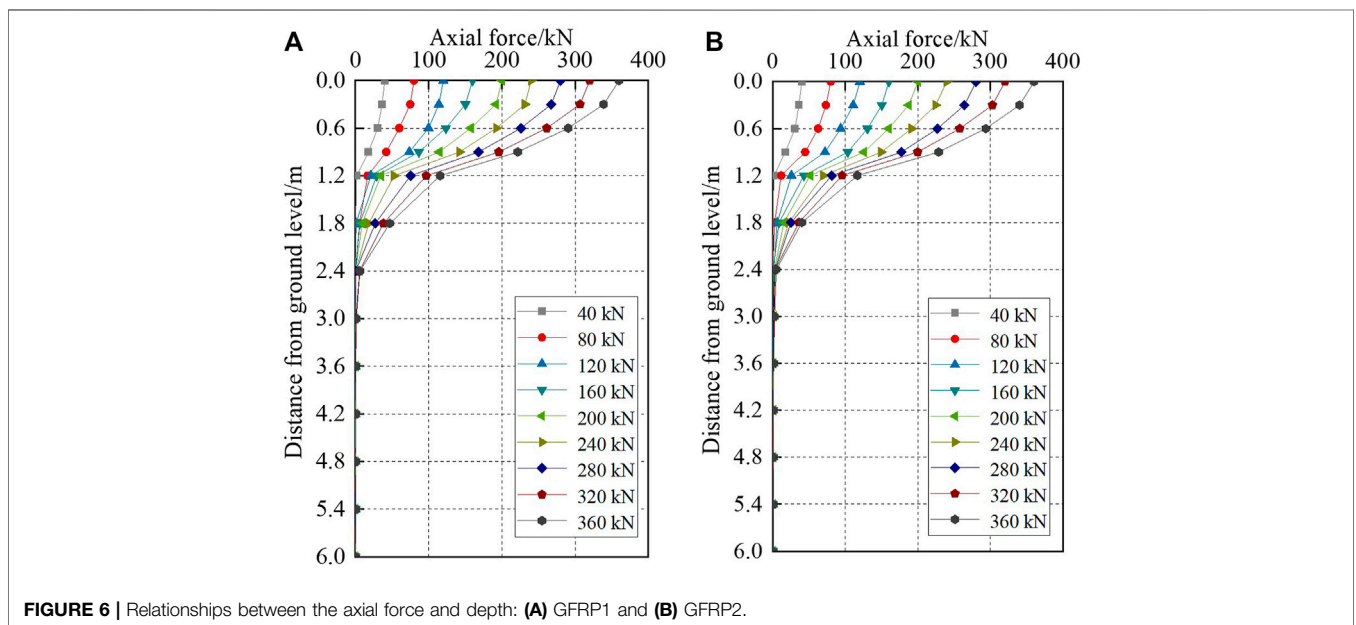 A
Axial force/kN
0 100 200 300 400
Distance from ground level/m
0.0
0.6
1.2
1.8
2.4
3.0
3.6
4.2
4.8
5.4
6.0
40 kN
80 kN
120 kN
160 kN
200 kN
240 kN
280 kN
320 kN
360 kN
B
Axial force/kN
0 100 200 300 400
Distance from ground level/m
0.0
0.6
1.2
1.8
2.4
3.0
3.6
4.2
4.8
5.4
6.0
40 kN
80 kN
120 kN
160 kN
200 kN
240 kN
280 kN
320 kN
360 kN
FIGURE 6 | Relationships between the axial force and depth: (A) GFRP1 and (B) GFRP2.